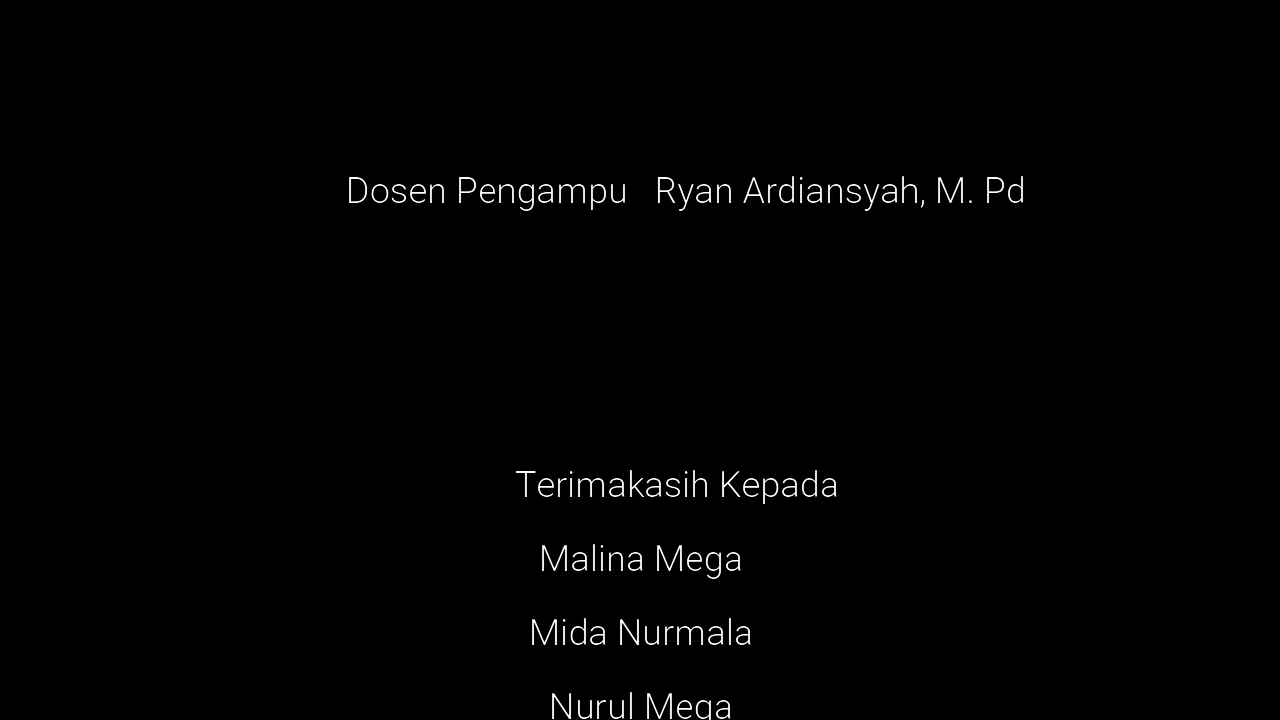 Dosen Pengampu Ryan Ardiansyah, M. Pd
Terimakasih Kepada
Malina Mega
Mida Nurmala
Nurul Mega